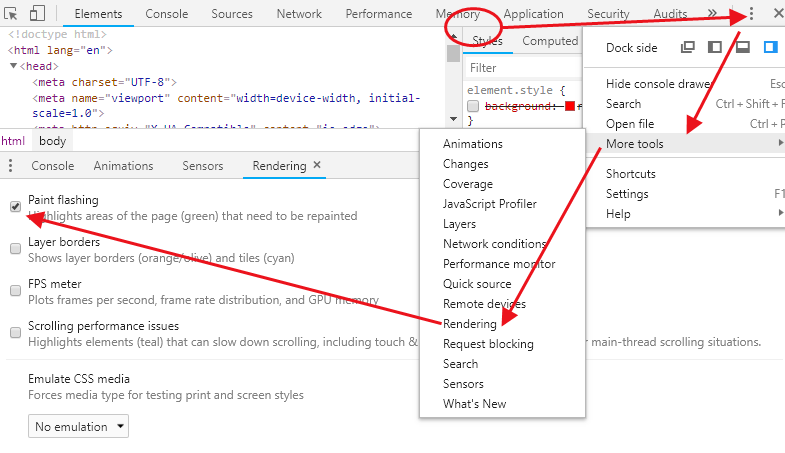 Elements Console Sources Network Performance Memory Application Security Audits
<!doctype html>
<html lang="en">
<head>
<meta charset="UTF-8">
<meta name="viewport" content="width=device-width, initial-
scale=1.0">
html body
Styles Computed
Filter
element.style {
background:
}
Dock side
Hide console drawer Esc
Search Ctrl + Shift + F
Open file Ctrl + P
More tools
Shortcuts
Settings F1
Help
Console Animations Sensors Rendering
Paint flashing
Highlights areas of the page (green) that need to be repainted
Layer borders
Shows layer borders (orange/olive) and tiles (cyan)
FPS meter
Plots frames per second, frame rate distribution, and GPU memory
Scrolling performance issues
Highlights elements (teal) that can slow down scrolling, including touch & main-thread scrolling situations.
Emulate CSS media
Forces media type for testing print and screen styles
No emulation
Animations
Changes
Coverage
JavaScript Profiler
Layers
Network conditions
Performance monitor
Quick source
Remote devices
Rendering
Request blocking
Search
Sensors
What's New